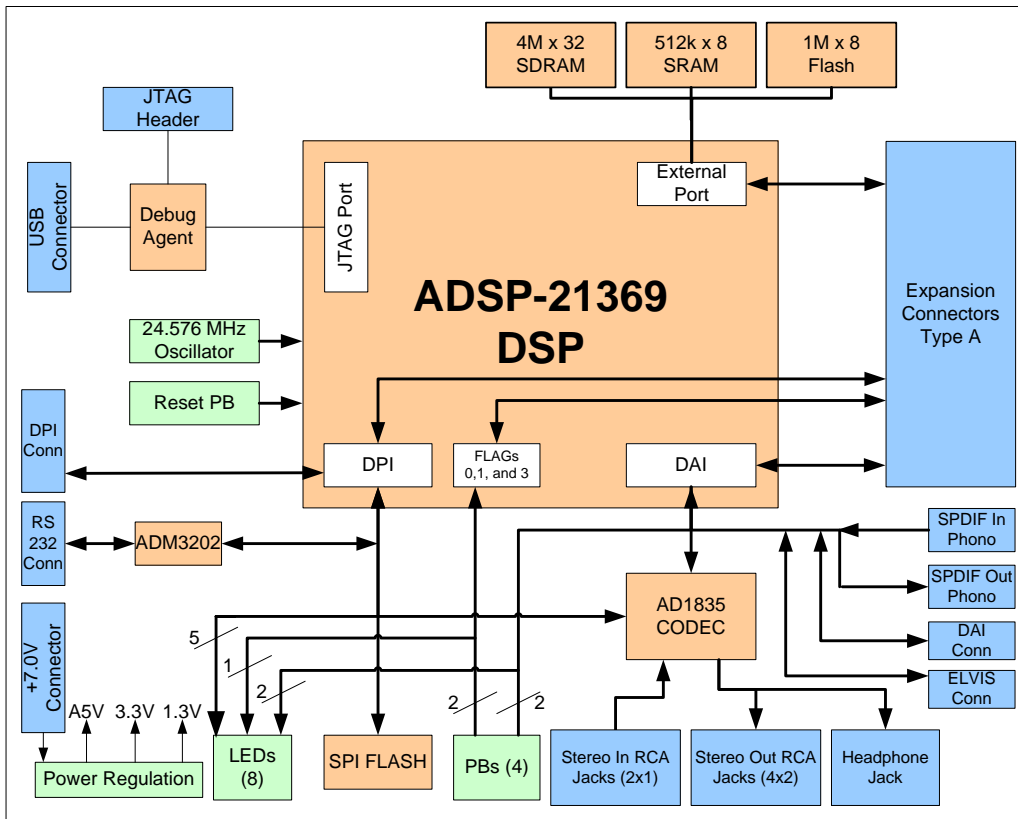 4M x 32
SDRAM
512k x 8
SRAM
1M x 8
Flash
JTAG
Header
USB
Connector
Debug
Agent
JTAG Port
External
Port
ADSP-21369
DSP
Expansion
Connectors
Type A
24.576 MHz
Oscillator
Reset PB
DPI
Conn
DPI
FLAGs
0,1, and 3
DAI
RS
232
Conn
ADM3202
SPDIF In
Phono
SPDIF Out
Phono
DAI
Conn
ELVIS
Conn
AD1835
CODEC
+7.0V
Connector
5
1
2
2
2
A5V
3.3V
1.3V
Power Regulation
LEDs
(8)
SPI FLASH
PBs (4)
Stereo In RCA
Jacks (2x1)
Stereo Out RCA
Jacks (4x2)
Headphone
Jack